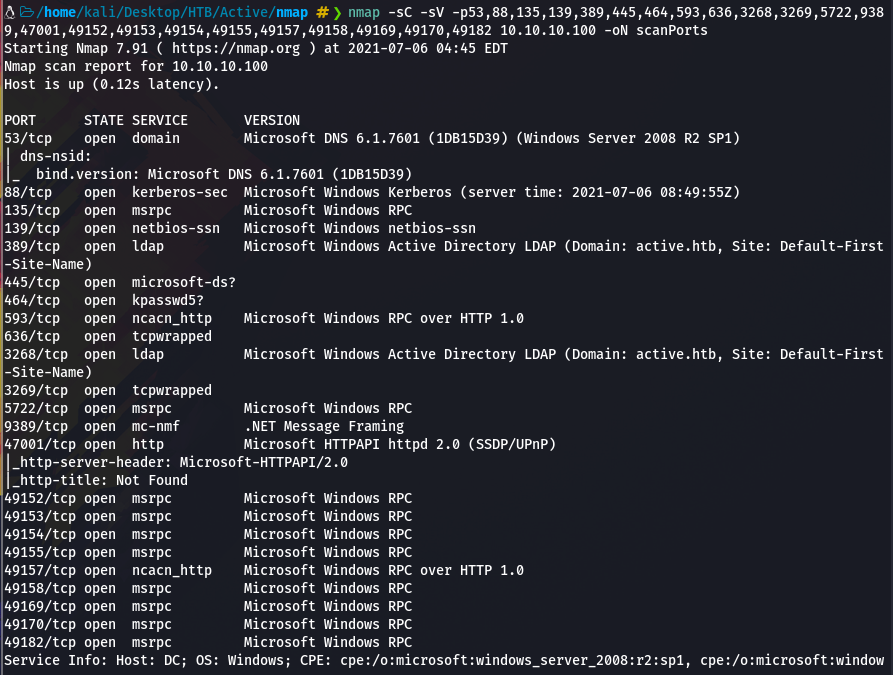 /home/kali/Desktop/HTB/Active/nmap # ❯ nmap -sC -sV -p53,88,135,139,389,445,464,593,636,3268,3269,5722,938
9,47001,49152,49153,49154,49155,49157,49158,49169,49170,49182 10.10.10.100 -oN scanPorts
Starting Nmap 7.91 ( https://nmap.org ) at 2021-07-06 04:45 EDT
Nmap scan report for 10.10.10.100
Host is up (0.12s latency).
PORT      STATE SERVICE       VERSION
53/tcp    open  domain        Microsoft DNS 6.1.7601 (1DB15D39) (Windows Server 2008 R2 SP1)
| dns-nsid:
|_  bind.version: Microsoft DNS 6.1.7601 (1DB15D39)
88/tcp    open  kerberos-sec  Microsoft Windows Kerberos (server time: 2021-07-06 08:49:55Z)
135/tcp   open  msrpc         Microsoft Windows RPC
139/tcp   open  netbios-ssn   Microsoft Windows netbios-ssn
389/tcp   open  ldap          Microsoft Windows Active Directory LDAP (Domain: active.htb, Site: Default-First
-Site-Name)
445/tcp   open  microsoft-ds?
464/tcp   open  kpasswd5?
593/tcp   open  ncacn_http    Microsoft Windows RPC over HTTP 1.0
636/tcp   open  tcpwrapped
3268/tcp  open  ldap          Microsoft Windows Active Directory LDAP (Domain: active.htb, Site: Default-First
-Site-Name)
3269/tcp  open  tcpwrapped
5722/tcp  open  msrpc         Microsoft Windows RPC
9389/tcp  open  mc-nmf        .NET Message Framing
47001/tcp open  http          Microsoft HTTPAPI httpd 2.0 (SSDP/UPnP)
|_http-server-header: Microsoft-HTTPAPI/2.0
|_http-title: Not Found
49152/tcp open  msrpc         Microsoft Windows RPC
49153/tcp open  msrpc         Microsoft Windows RPC
49154/tcp open  msrpc         Microsoft Windows RPC
49155/tcp open  msrpc         Microsoft Windows RPC
49157/tcp open  ncacn_http    Microsoft Windows RPC over HTTP 1.0
49158/tcp open  msrpc         Microsoft Windows RPC
49169/tcp open  msrpc         Microsoft Windows RPC
49170/tcp open  msrpc         Microsoft Windows RPC
49182/tcp open  msrpc         Microsoft Windows RPC
Service Info: Host: DC; OS: Windows; CPE: cpe:/o:microsoft:windows_server_2008:r2:sp1, cpe:/o:microsoft:window